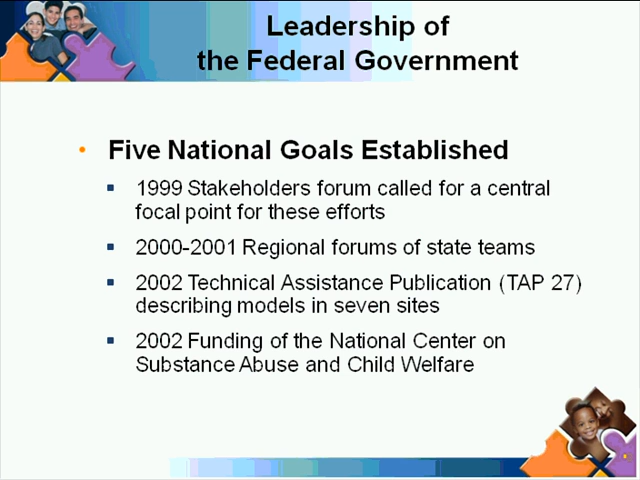 Leadership of
the Federal Government
• Five National Goals Established
▪ 1999 Stakeholders forum called for a central
focal point for these efforts
▪ 2000-2001 Regional forums of state teams
▪ 2002 Technical Assistance Publication (TAP 27)
describing models in seven sites
▪ 2002 Funding of the National Center on
Substance Abuse and Child Welfare